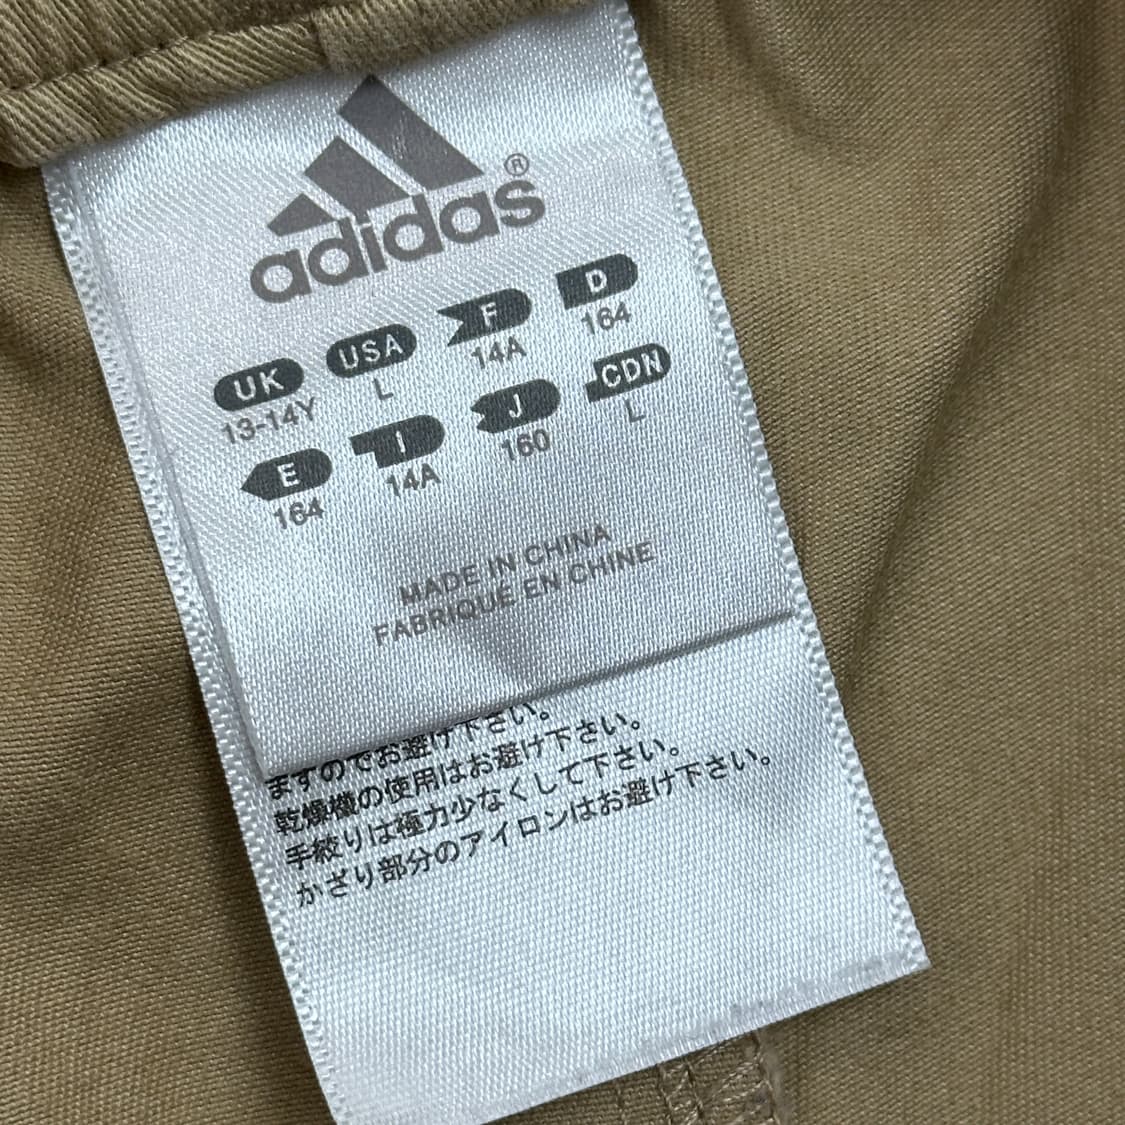 adidas®
UK USA F D
13-14Y L 14A 164
E I J CDN
164 14A 160 L
MADE IN CHINA
FABRIQUE EN CHINE
ますのでお避け下さい。
乾燥機の使用はお避け下さい。
手絞りは極力少なくして下さい。
かざり部分のアイロンはお避け下さい。